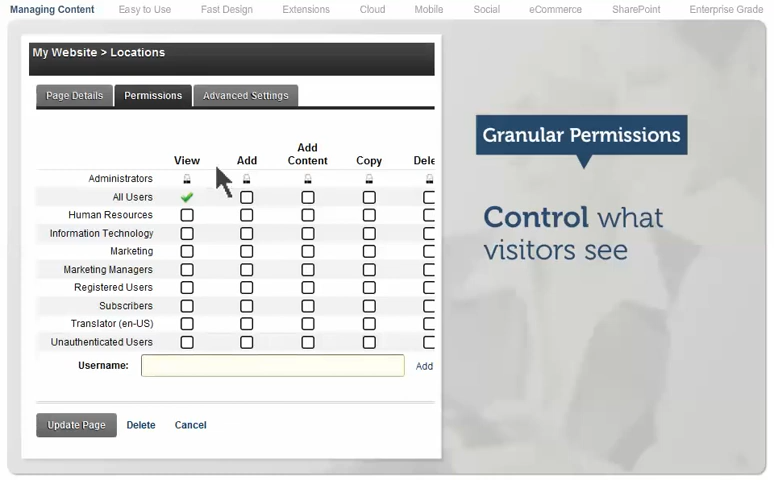 Managing Content Easy to Use Fast Design Extensions Cloud Mobile Social eCommerce SharePoint Enterprise Grade
My Website > Locations
Page Details Permissions Advanced Settings
View Add Add Content Copy Dele
Administrators
All Users
Human Resources
Information Technology
Marketing
Marketing Managers
Registered Users
Subscribers
Translator (en-US)
Unauthenticated Users
Username: Add
Update Page Delete Cancel
Granular Permissions
Control what
visitors see